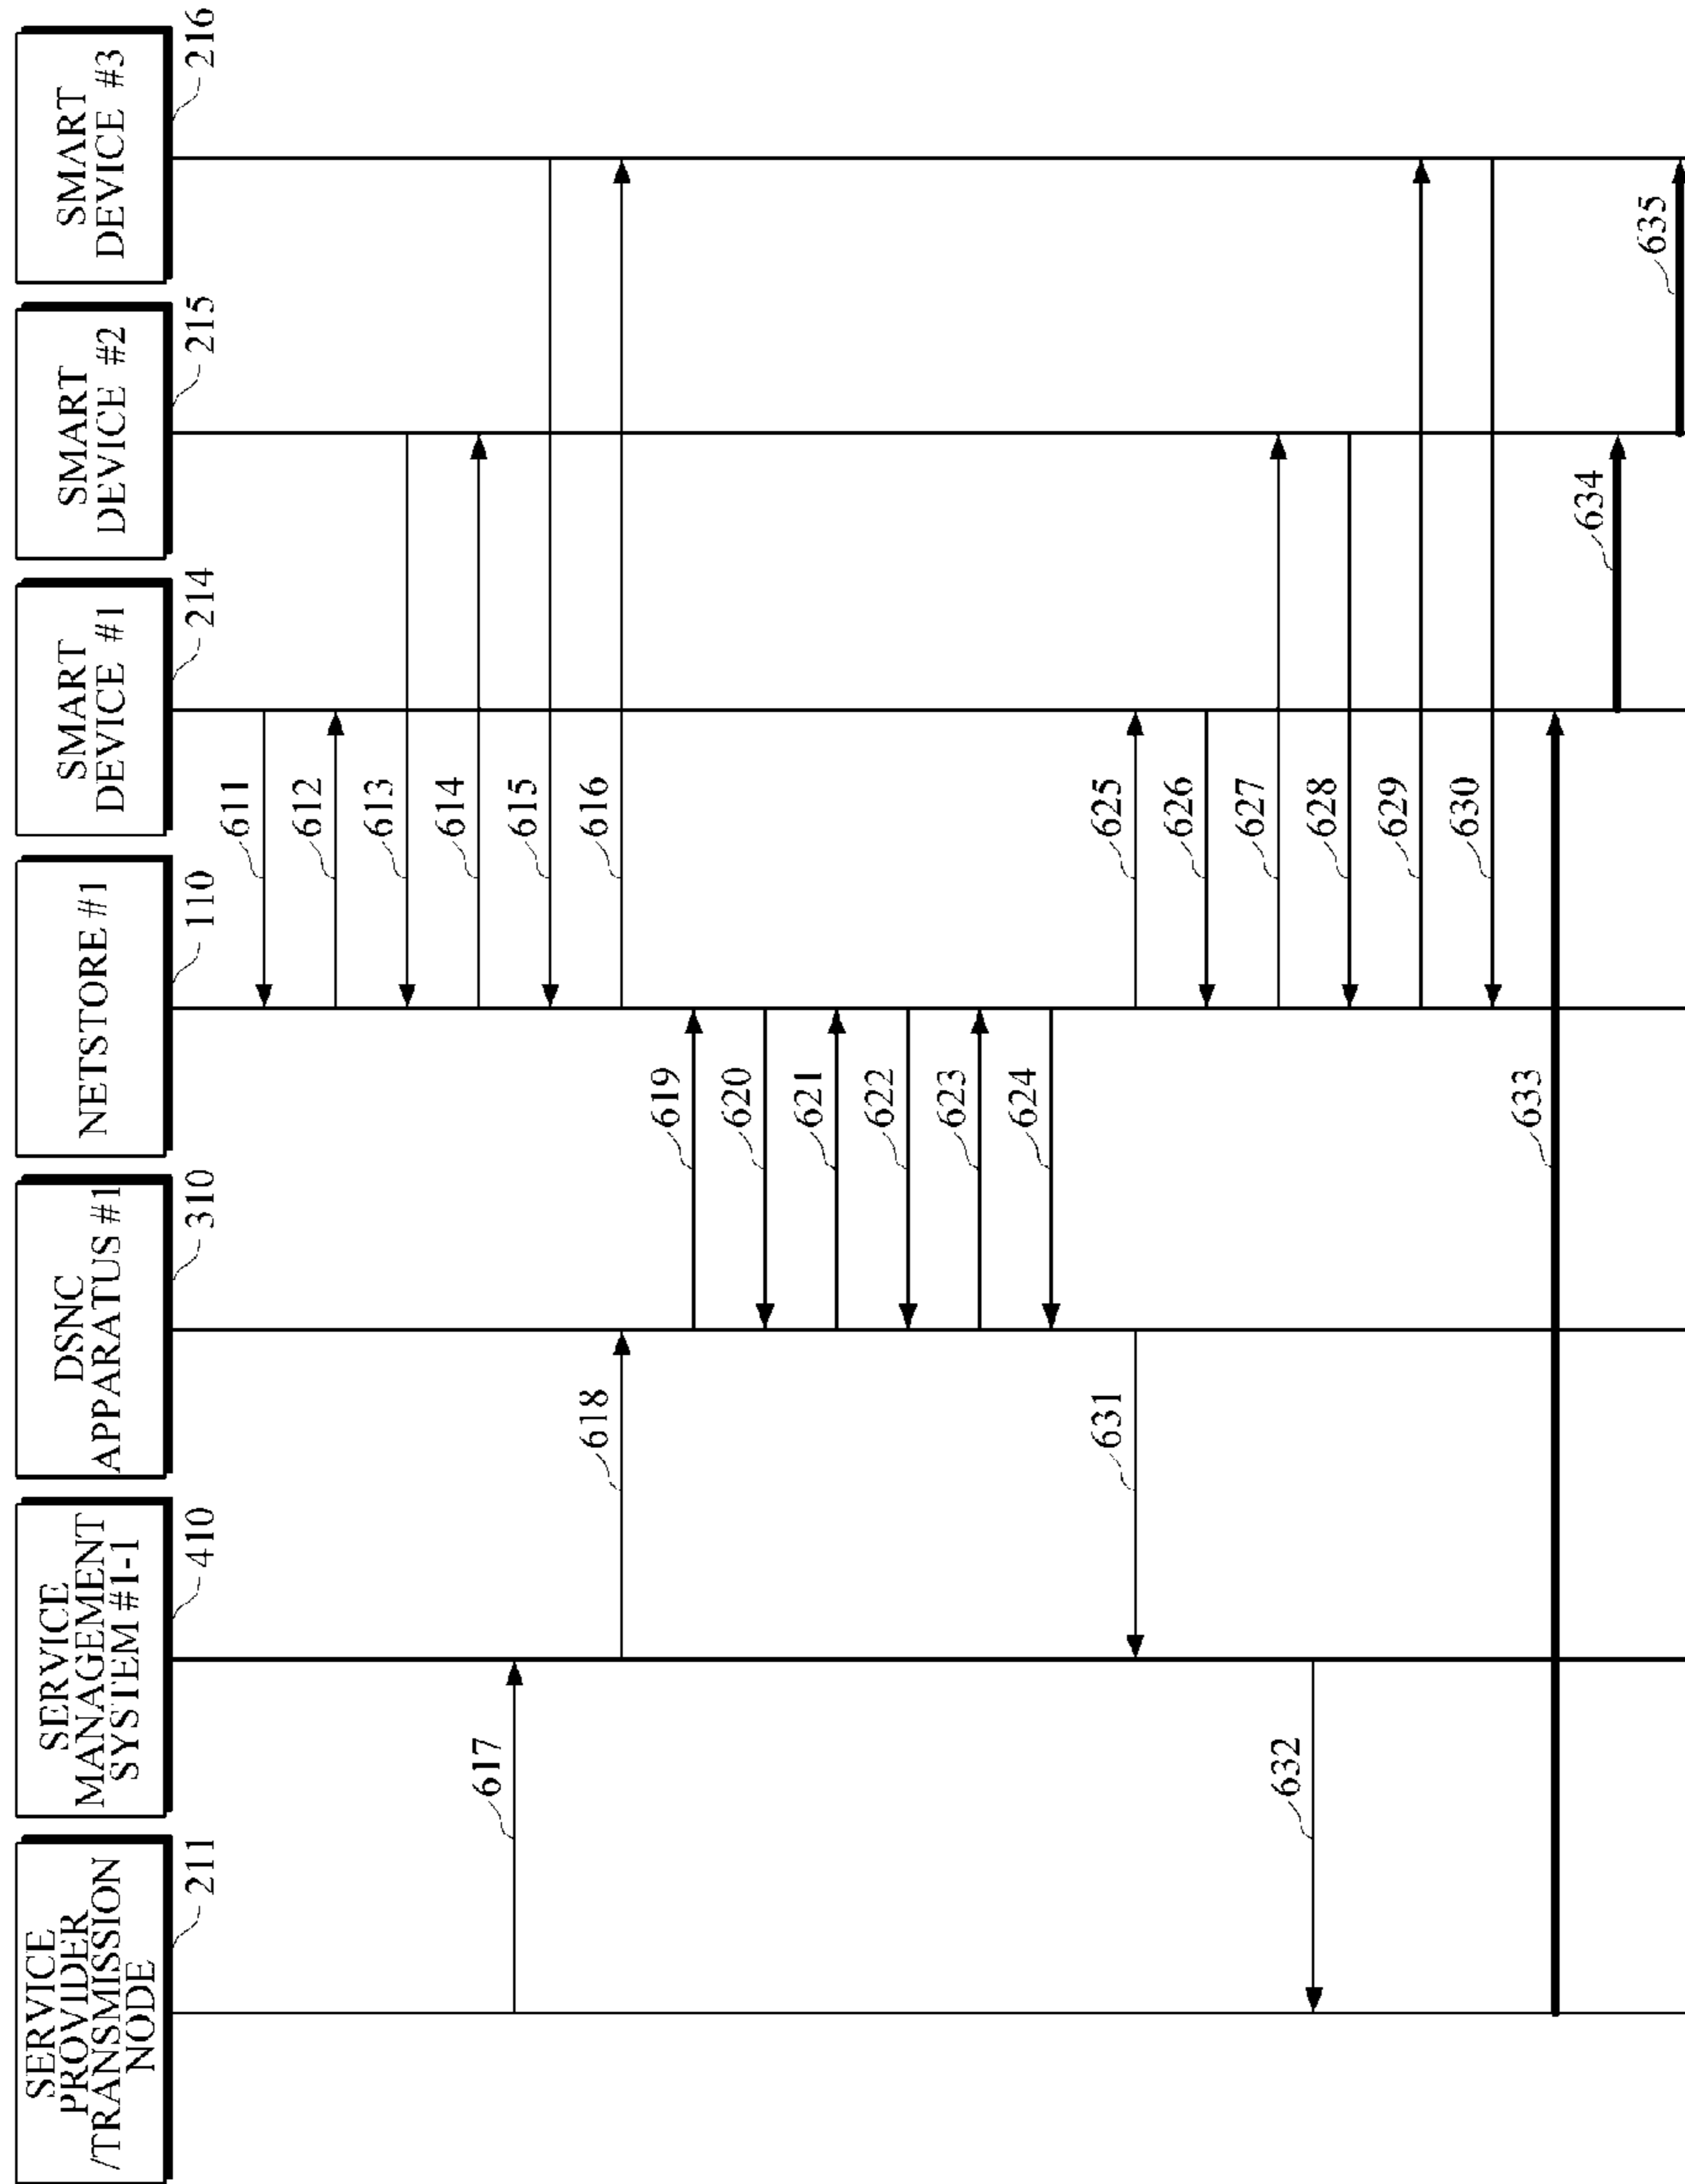 SERVICE
PROVIDER
/TRANSMISSION
NODE
211
SERVICE
MANAGEMENT
SYSTEM #1-1
410
DSNC
APPARATUS #1
310
NETSTORE #1
110
SMART
DEVICE #1
214
SMART
DEVICE #2
215
SMART
DEVICE #3
216
611
612
613
614
615
616
617
618
619
620
621
622
623
624
625
626
627
628
629
630
631
632
633
634
635